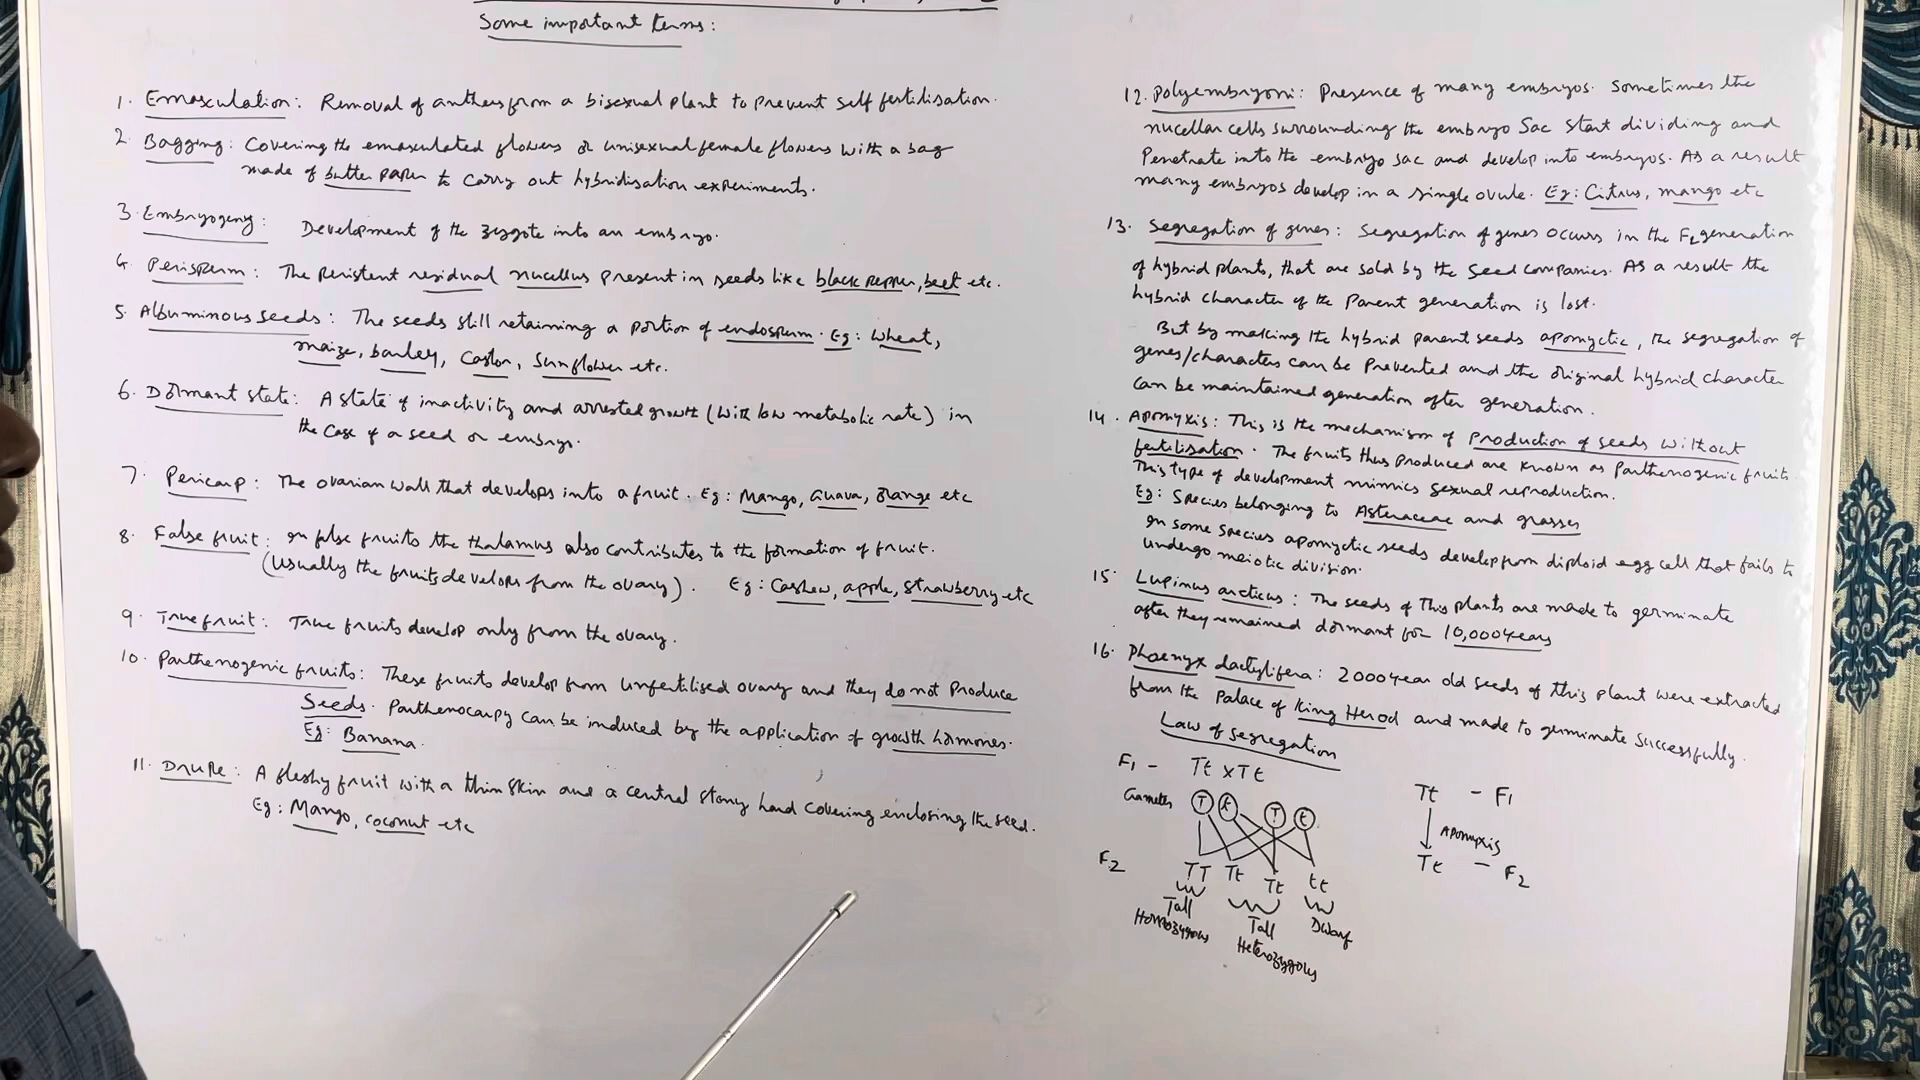 Some important terms:
1. Emasculation: Removal of anthers from a bisexual plant to prevent self fertilisation.
2. Bagging: Covering the emasculated flowers or unisexual female flowers with a bag
made of butter paper to carry out hybridisation experiments.
3. Embryogeny: Development of the zygote into an embryo.
4. Perisperm: The peristent residual nucellus present in seeds like black pepper, beet etc.
5. Albuminous seeds: The seeds still retaining a portion of endosperm. Eg: Wheat,
maize, barley, Castor, Sunflower etc.
6. Dormant state: A state of inactivity and arrested growth (with low metabolic rate) in
the case of a seed or embryo.
7. Pericarp: The ovarian wall that develops into a fruit. Eg: Mango, Guava, Orange etc
8. False fruit: In false fruits the thalamus also contributes to the formation of fruit.
(Usually the fruits develops from the ovary). Eg: Cashew, apple, strawberry etc
9. True fruit: True fruits develop only from the ovary.
10. Parthenogenic fruits: These fruits develop from unfertilised ovary and they do not produce
Seeds. Parthenocarpy can be induced by the application of growth hormones.
Eg: Banana.
11. Drupe: A fleshy fruit with a thin skin and a central stony hard covering enclosing the seed.
Eg: Mango, coconut etc
12. Polyembryoni: Presence of many embryos. Sometimes the
nucellar cells surrounding the embryo Sac start dividing and
Penetrate into the embryo sac and develop into embryos. As a result
many embryos develop in a single ovule. Eg: Citrus, mango etc
13. Segregation of genes: Segregation of genes occurs in the F2 generation
of hybrid plants, that are sold by the seed companies. As a result the
hybrid character of the Parent generation is lost.
But by making the hybrid parent seeds apomyctic, the segregation of
genes/characters can be prevented and the original hybrid character
can be maintained generation after generation.
14. Apomyxis: This is the mechanism of Production of seeds without
fertilisation. The fruits thus produced are known as Parthenogenic fruits.
This type of development mimics sexual reproduction.
Eg: Species belonging to Asteraceae and grasses
In some species apomyctic seeds develop from diploid egg cell that fails to
undergo meiotic division.
15. Lupinus arcticus: The seeds of this plants are made to germinate
after they remained dormant for 10,000 years
16. Phoenyx dactylifera: 2000 year old seeds of this plant were extracted
from the Palace of King Herod and made to germinate successfully.
Law of segregation
F1 - Tt x Tt
Gametes T t T t
F2 TT Tt Tt tt
Tall Tall Dwarf
Homozygous Heterozygous
Tt - F1
Apomyxis
Tt - F2